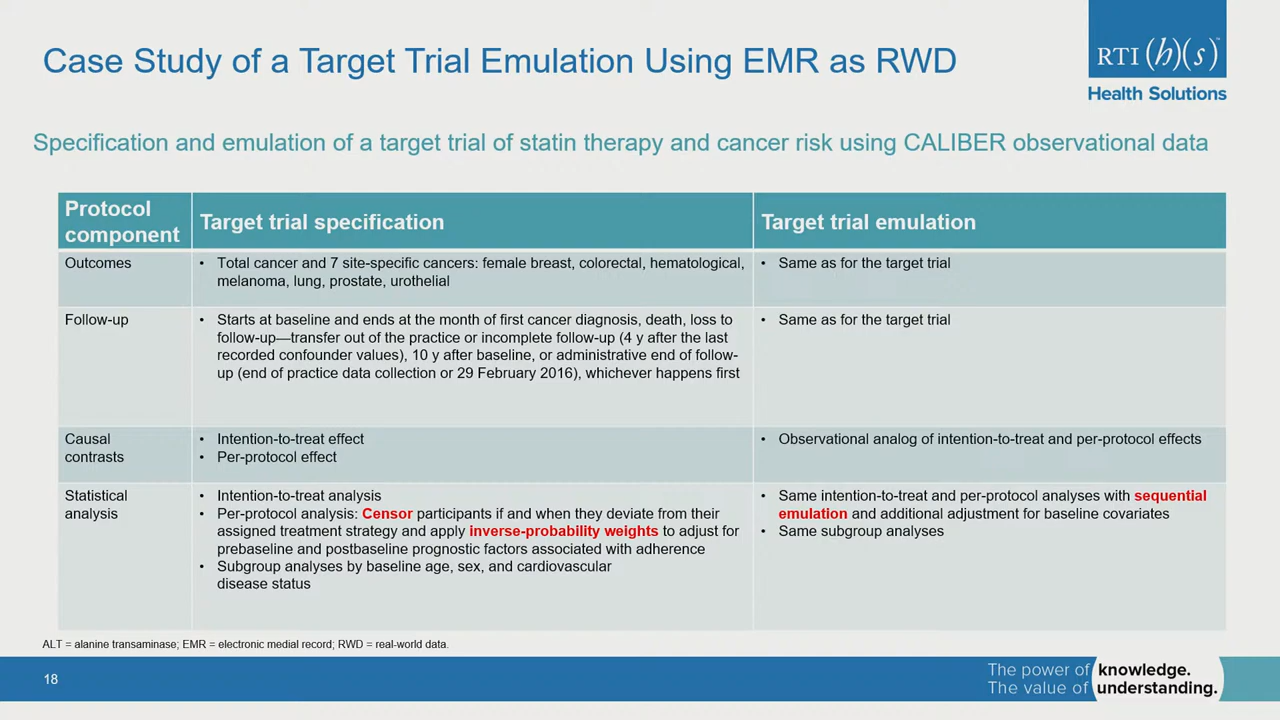 Case Study of a Target Trial Emulation Using EMR as RWD
RTI (h)(s)™
Health Solutions
Specification and emulation of a target trial of statin therapy and cancer risk using CALIBER observational data
Protocol
component
Target trial specification
Target trial emulation
Outcomes
• Total cancer and 7 site-specific cancers: female breast, colorectal, hematological,
melanoma, lung, prostate, urothelial
• Same as for the target trial
Follow-up
• Starts at baseline and ends at the month of first cancer diagnosis, death, loss to
follow-up—transfer out of the practice or incomplete follow-up (4 y after the last
recorded confounder values), 10 y after baseline, or administrative end of follow-
up (end of practice data collection or 29 February 2016), whichever happens first
• Same as for the target trial
Causal
contrasts
• Intention-to-treat effect
• Per-protocol effect
• Observational analog of intention-to-treat and per-protocol effects
Statistical
analysis
• Intention-to-treat analysis
• Per-protocol analysis: Censor participants if and when they deviate from their
assigned treatment strategy and apply inverse-probability weights to adjust for
prebaseline and postbaseline prognostic factors associated with adherence
• Subgroup analyses by baseline age, sex, and cardiovascular
disease status
• Same intention-to-treat and per-protocol analyses with sequential
emulation and additional adjustment for baseline covariates
• Same subgroup analyses
ALT = alanine transaminase; EMR = electronic medial record; RWD = real-world data.
18
The power of knowledge.
The value of understanding.